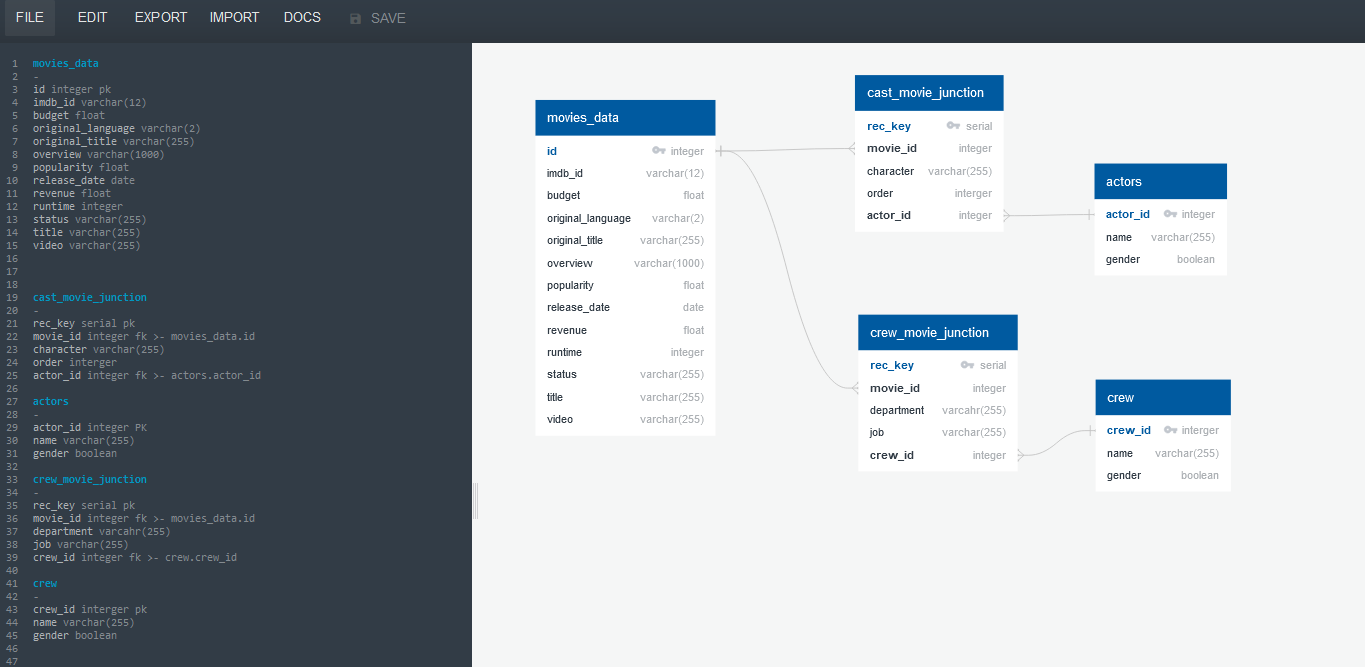 FILE EDIT EXPORT IMPORT DOCS SAVE
1 movies_data
2 -
3 id integer pk
4 imdb_id varchar(12)
5 budget float
6 original_language varchar(2)
7 original_title varchar(255)
8 overview varchar(1000)
9 popularity float
10 release_date date
11 revenue float
12 runtime integer
13 status varchar(255)
14 title varchar(255)
15 video varchar(255)
16
17
18
19 cast_movie_junction
20 -
21 rec_key serial pk
22 movie_id integer fk >- movies_data.id
23 character varchar(255)
24 order interger
25 actor_id integer fk >- actors.actor_id
26
27 actors
28 -
29 actor_id integer PK
30 name varchar(255)
31 gender boolean
32
33 crew_movie_junction
34 -
35 rec_key serial pk
36 movie_id integer fk >- movies_data.id
37 department varcahr(255)
38 job varchar(255)
39 crew_id integer fk >- crew.crew_id
40
41 crew
42 -
43 crew_id interger pk
44 name varchar(255)
45 gender boolean
46
47
movies_data
id integer
imdb_id varchar(12)
budget float
original_language varchar(2)
original_title varchar(255)
overview varchar(1000)
popularity float
release_date date
revenue float
runtime integer
status varchar(255)
title varchar(255)
video varchar(255)
cast_movie_junction
rec_key serial
movie_id integer
character varchar(255)
order interger
actor_id integer
actors
actor_id integer
name varchar(255)
gender boolean
crew_movie_junction
rec_key serial
movie_id integer
department varcahr(255)
job varchar(255)
crew_id integer
crew
crew_id interger
name varchar(255)
gender boolean